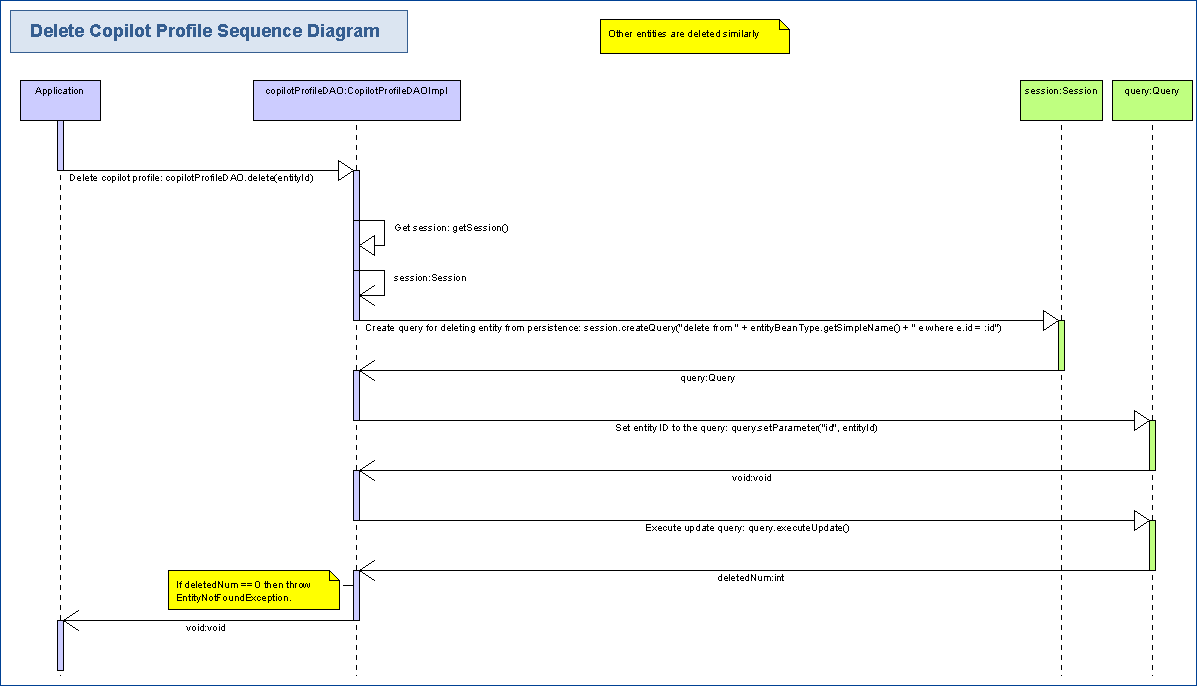 Delete Copilot Profile Sequence Diagram
Other entities are deleted similarly
Application
copilotProfileDAO:CopilotProfileDAOImpl
session:Session
query:Query
Delete copilot profile: copilotProfileDAO.delete(entityId)
Get session: getSession()
session:Session
Create query for deleting entity from persistence: session.createQuery("delete from " + entityBeanType.getSimpleName() + " e where e.id = :id")
query:Query
Set entity ID to the query: query.setParameter("id", entityId)
void:void
Execute update query: query.executeUpdate()
deletedNum:int
If deletedNum == 0 then throw
EntityNotFoundException.
void:void